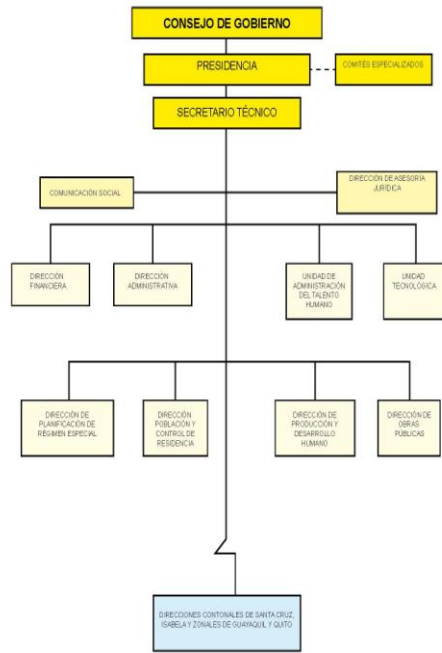 CONSEJO DE GOBIERNO
PRESIDENCIA
COMITÉS ESPECIALIZADOS
SECRETARIO TÉCNICO
COMUNICACIÓN SOCIAL
DIRECCIÓN DE ASESORÍA
JURÍDICA
DIRECCIÓN
FINANCIERA
DIRECCIÓN
ADMINISTRATIVA
UNIDAD DE
ADMINISTRACIÓN
DEL TALENTO
HUMANO
UNIDAD
TECNOLÓGICA
DIRECCIÓN DE
PLANIFICACIÓN DE
RÉGIMEN ESPECIAL
DIRECCIÓN
POBLACIÓN Y
CONTROL DE
RESIDENCIA
DIRECCIÓN DE
PRODUCCIÓN Y
DESARROLLO
HUMANO
DIRECCIÓN DE
OBRAS
PÚBLICAS
DIRECCIONES CONTONALES DE SANTA CRUZ,
ISABELA Y ZONALES DE GUAYAQUIL Y QUITO